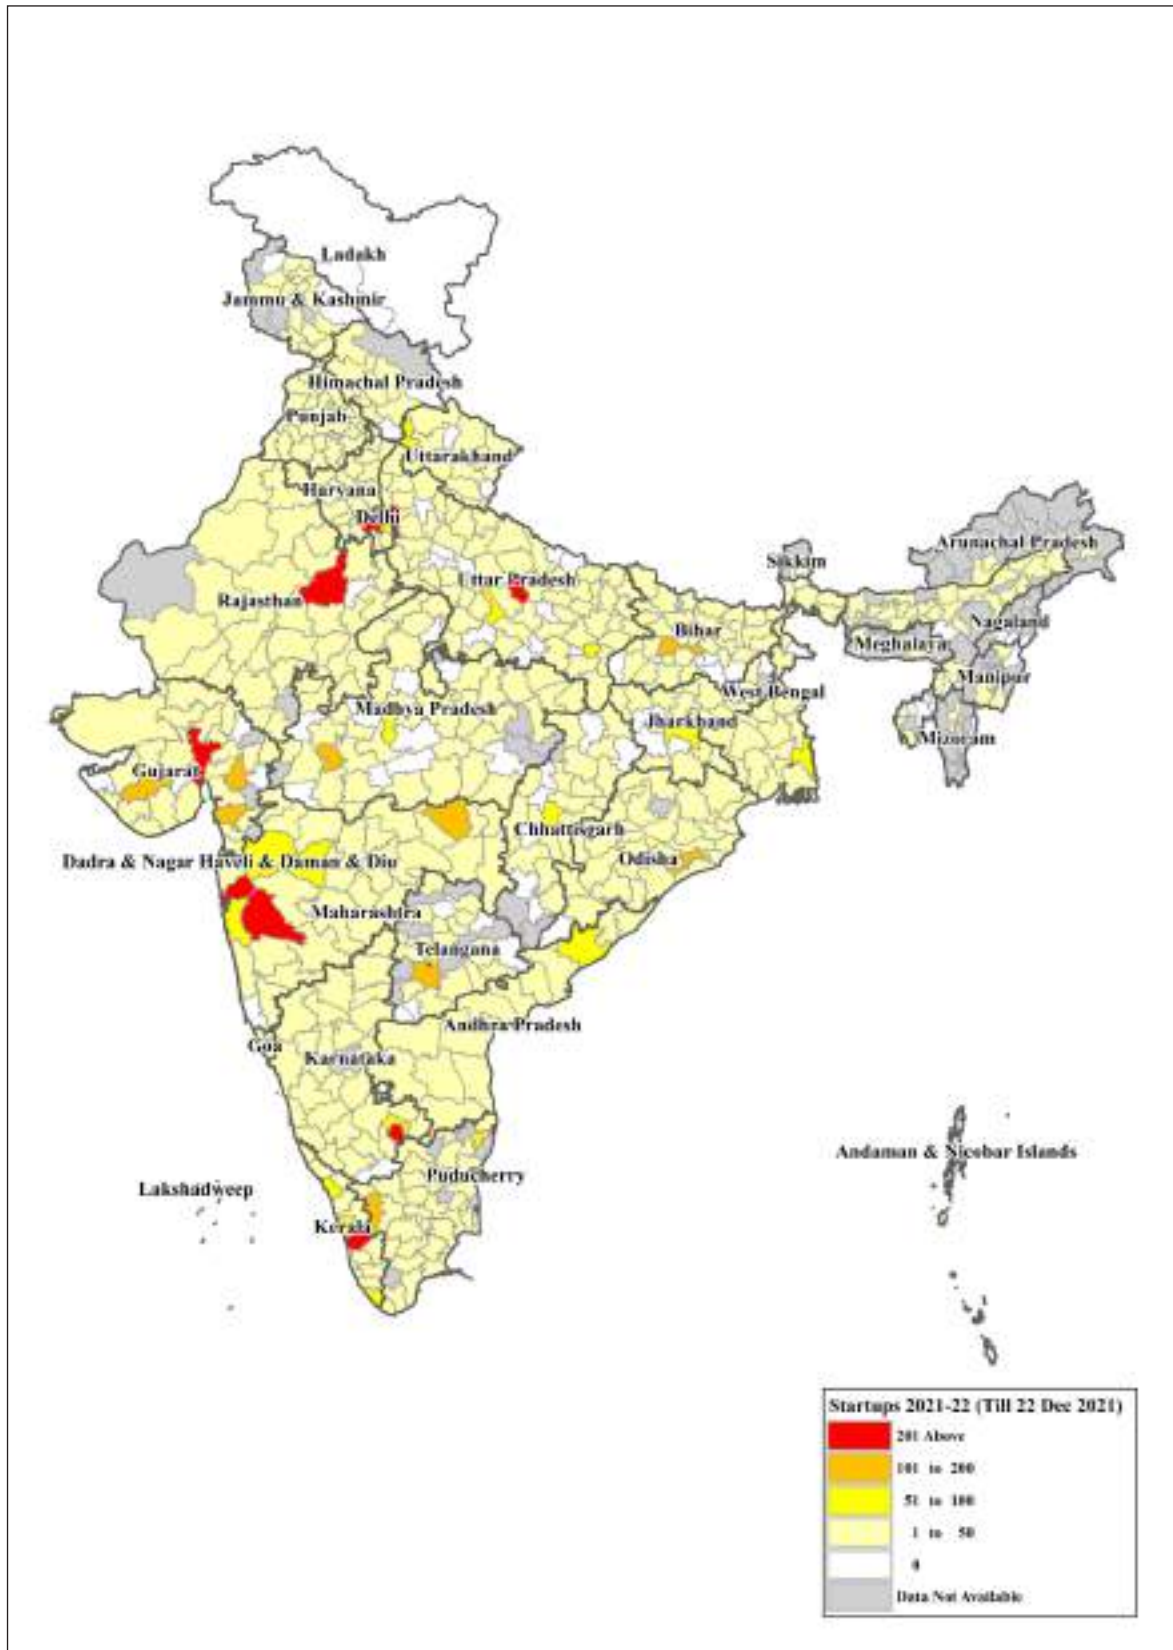 Ladakh
Jammu & Kashmir
Himachal Pradesh
Punjab
Uttarakhand
Haryana
Delhi
Arunachal Pradesh
Sikkim
Uttar Pradesh
Rajasthan
Nagaland
Bihar
Meghalaya
Manipur
West Bengal
Madhya Pradesh
Jharkhand
Mizoram
Gujarat
Chhattisgarh
Odisha
Dadra & Nagar Haveli & Daman & Diu
Maharashtra
Telangana
Andhra Pradesh
Goa
Karnataka
Andaman & Nicobar Islands
Puducherry
Lakshadweep
Kerala
Startups 2021-22 (Till 22 Dec 2021)
201 Above
101 to 200
51 to 100
1 to 50
0
Data Not Available